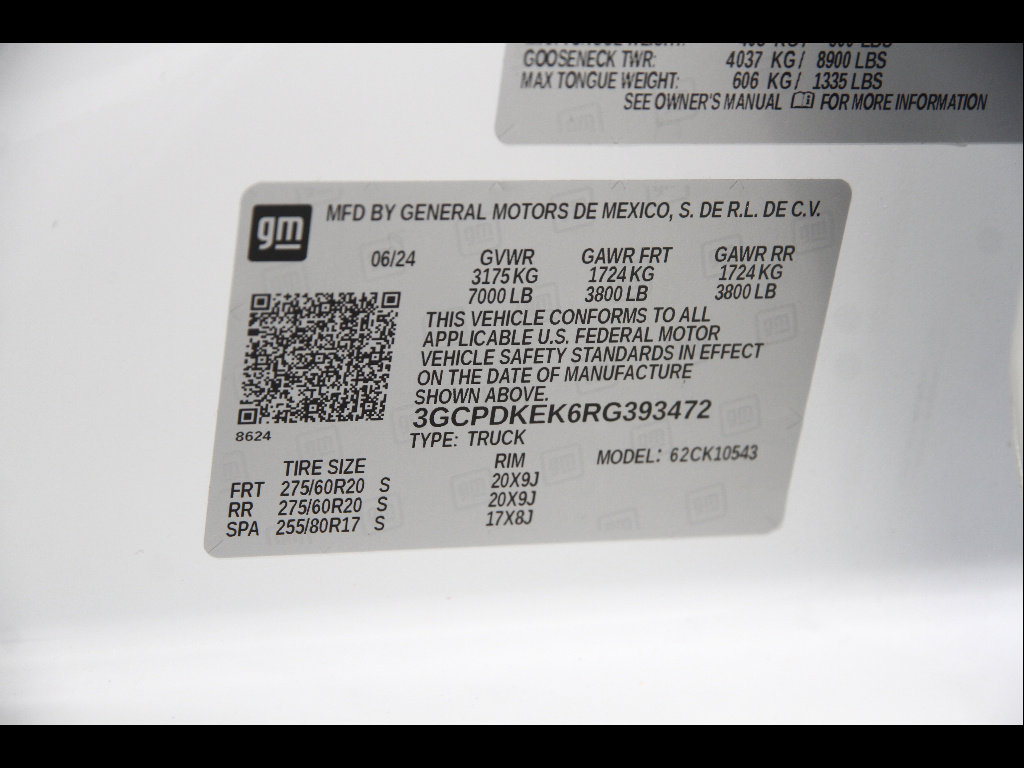 GOOSENECK TWR: 4037 KG / 8900 LBS
MAX TONGUE WEIGHT: 606 KG / 1335 LBS
SEE OWNER'S MANUAL FOR MORE INFORMATION
gm MFD BY GENERAL MOTORS DE MEXICO, S. DE R.L. DE C.V.
06/24 GVWR GAWR FRT GAWR RR
3175 KG 1724 KG 1724 KG
7000 LB 3800 LB 3800 LB
THIS VEHICLE CONFORMS TO ALL
APPLICABLE U.S. FEDERAL MOTOR
VEHICLE SAFETY STANDARDS IN EFFECT
ON THE DATE OF MANUFACTURE
SHOWN ABOVE.
3GCPDKEK6RG393472
8624 TYPE: TRUCK
TIRE SIZE RIM MODEL: 62CK10543
FRT 275/60R20 S 20X9J
RR 275/60R20 S 20X9J
SPA 255/80R17 S 17X8J